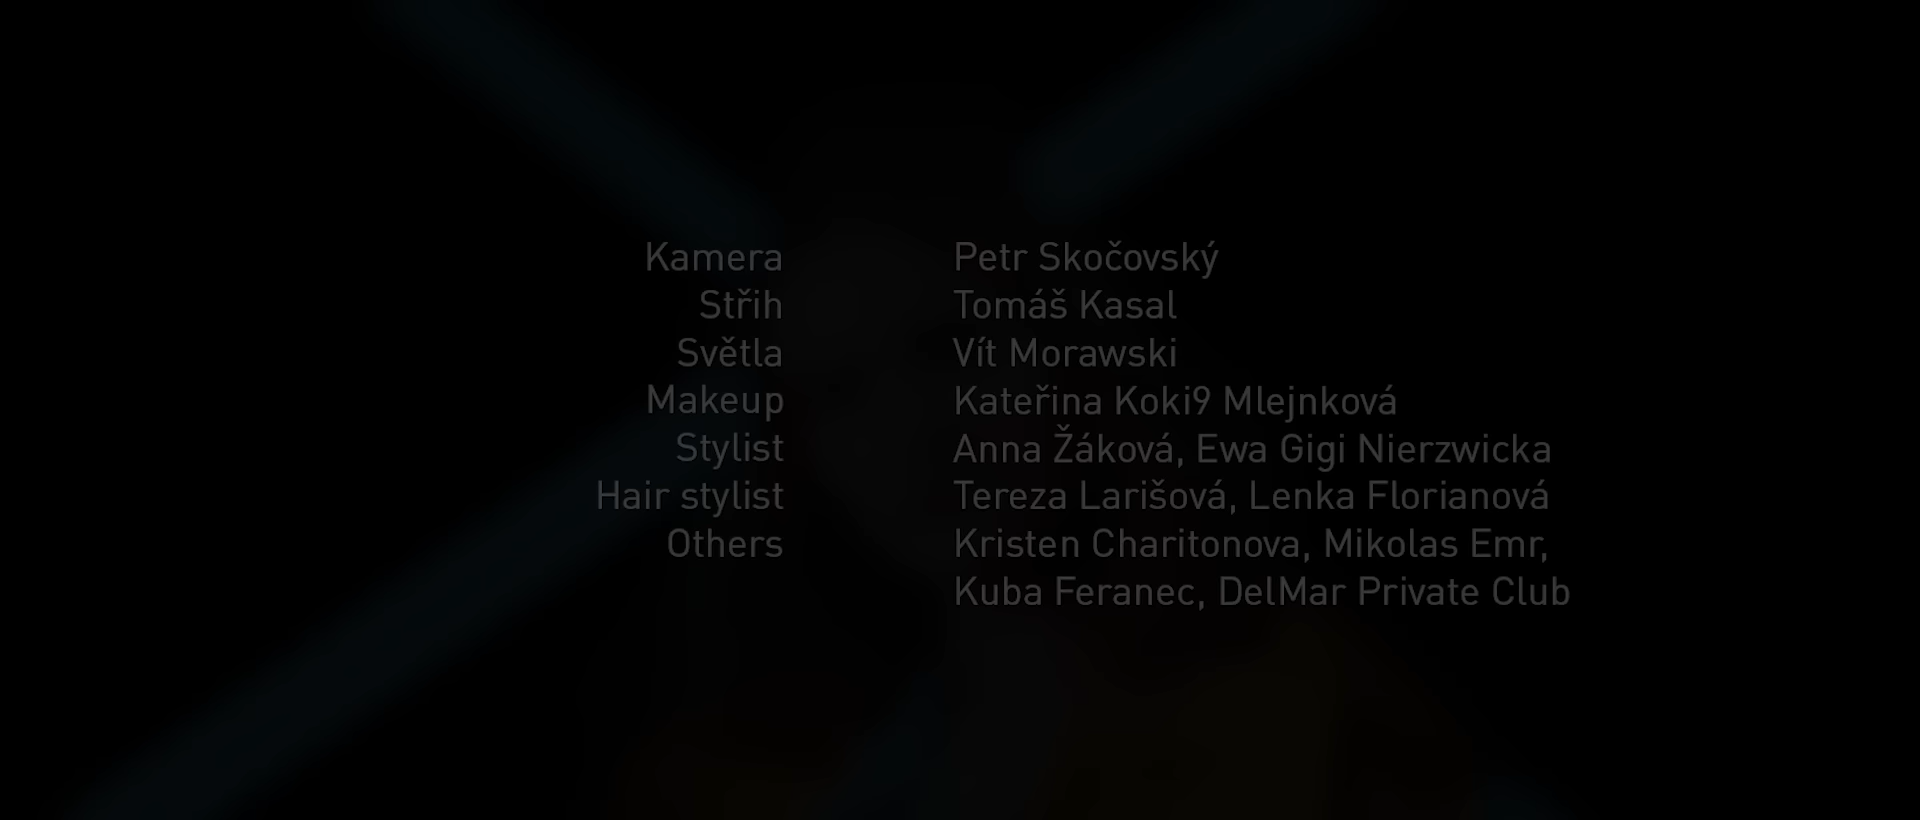 Kamera Petr Skočovský
Střih Tomáš Kasal
Světla Vít Morawski
Makeup Kateřina Koki9 Mlejnková
Stylist Anna Žáková, Ewa Gigi Nierzwicka
Hair stylist Tereza Larišová, Lenka Florianová
Others Kristen Charitonova, Mikolas Emr,
Kuba Feranec, DelMar Private Club